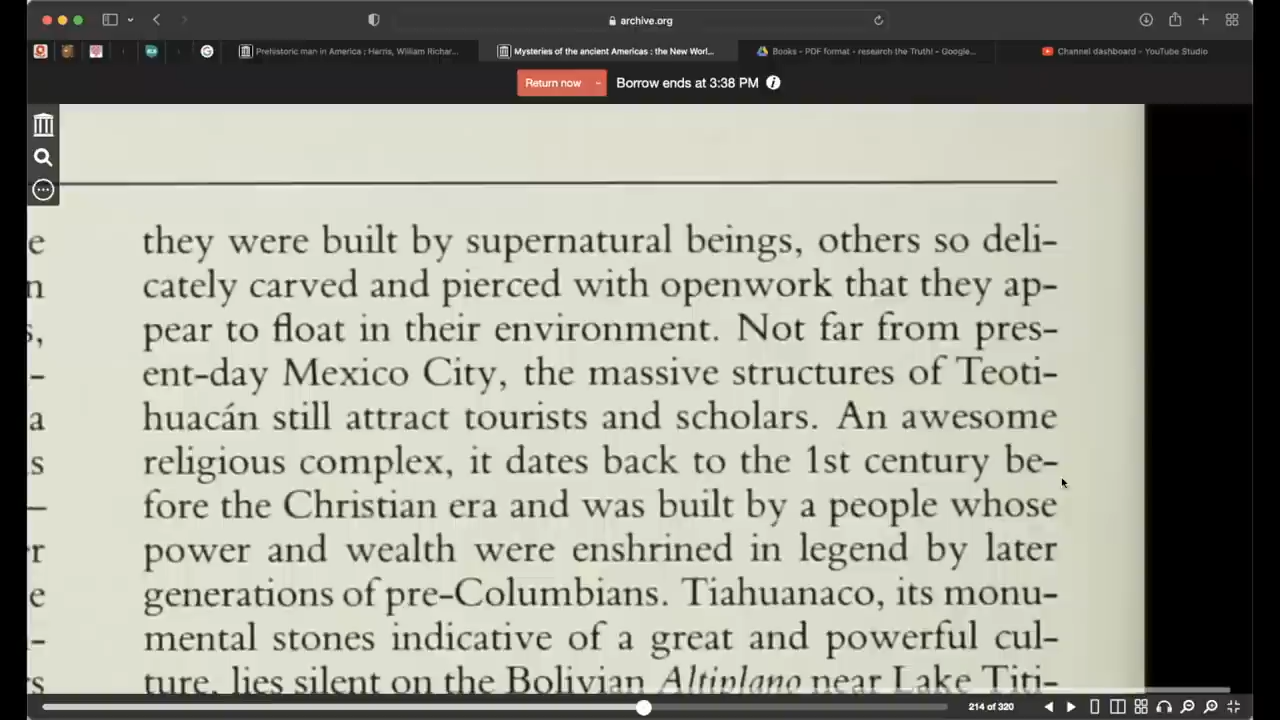 archive.org
Prehistoric man in America ; Harris, William Richar...
Mysteries of the ancient Americas : the New Worl...
Books - PDF format - research the Truth! - Google...
Channel dashboard - YouTube Studio
Return now
Borrow ends at 3:38 PM
they were built by supernatural beings, others so deli-
e
cately carved and pierced with openwork that they ap-
n
pear to float in their environment. Not far from pres-
s,
ent-day Mexico City, the massive structures of Teoti-
-
huacán still attract tourists and scholars. An awesome
a
religious complex, it dates back to the 1st century be-
s
fore the Christian era and was built by a people whose
–
power and wealth were enshrined in legend by later
r
generations of pre-Columbians. Tiahuanaco, its monu-
e
mental stones indicative of a great and powerful cul-
-
ture, lies silent on the Bolivian Altiplano near Lake Titi-
s
214 of 320